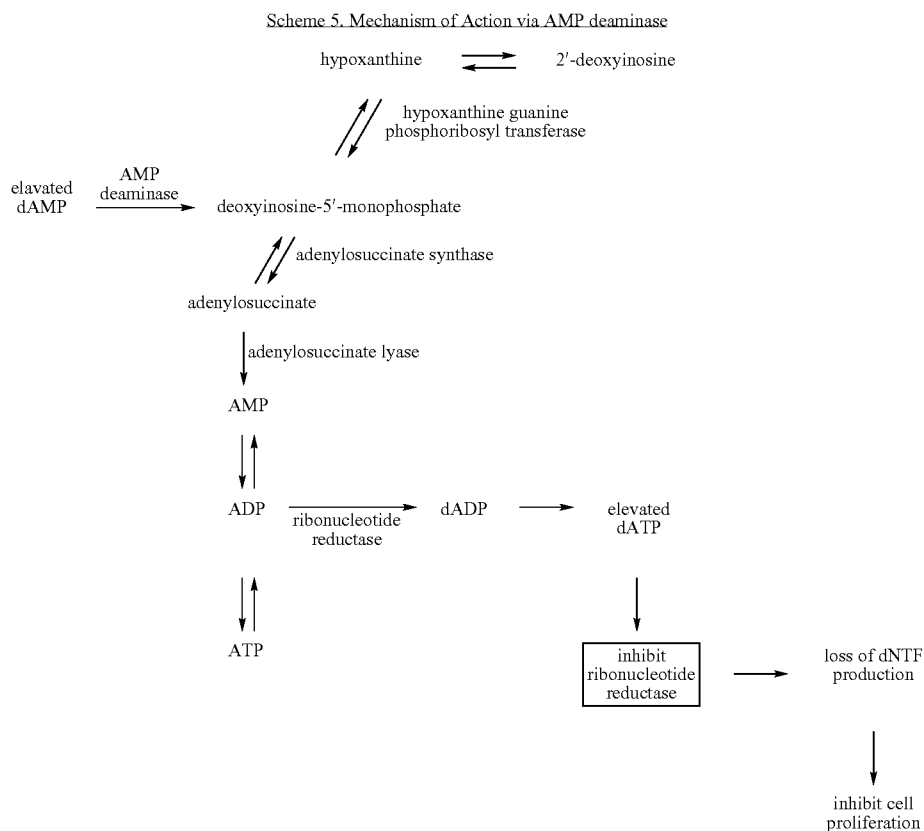 Scheme 5. Mechanism of Action via AMP deaminase
hypoxanthine
2'-deoxyinosine
hypoxanthine guanine
phosphoribosyl transferase
elavated
dAMP
AMP
deaminase
deoxyinosine-5'-monophosphate
adenylosuccinate synthase
adenylosuccinate
adenylosuccinate lyase
AMP
ADP
ribonucleotide
reductase
dADP
elevated
dATP
ATP
inhibit
ribonucleotide
reductase
loss of dNTF
production
inhibit cell
proliferation